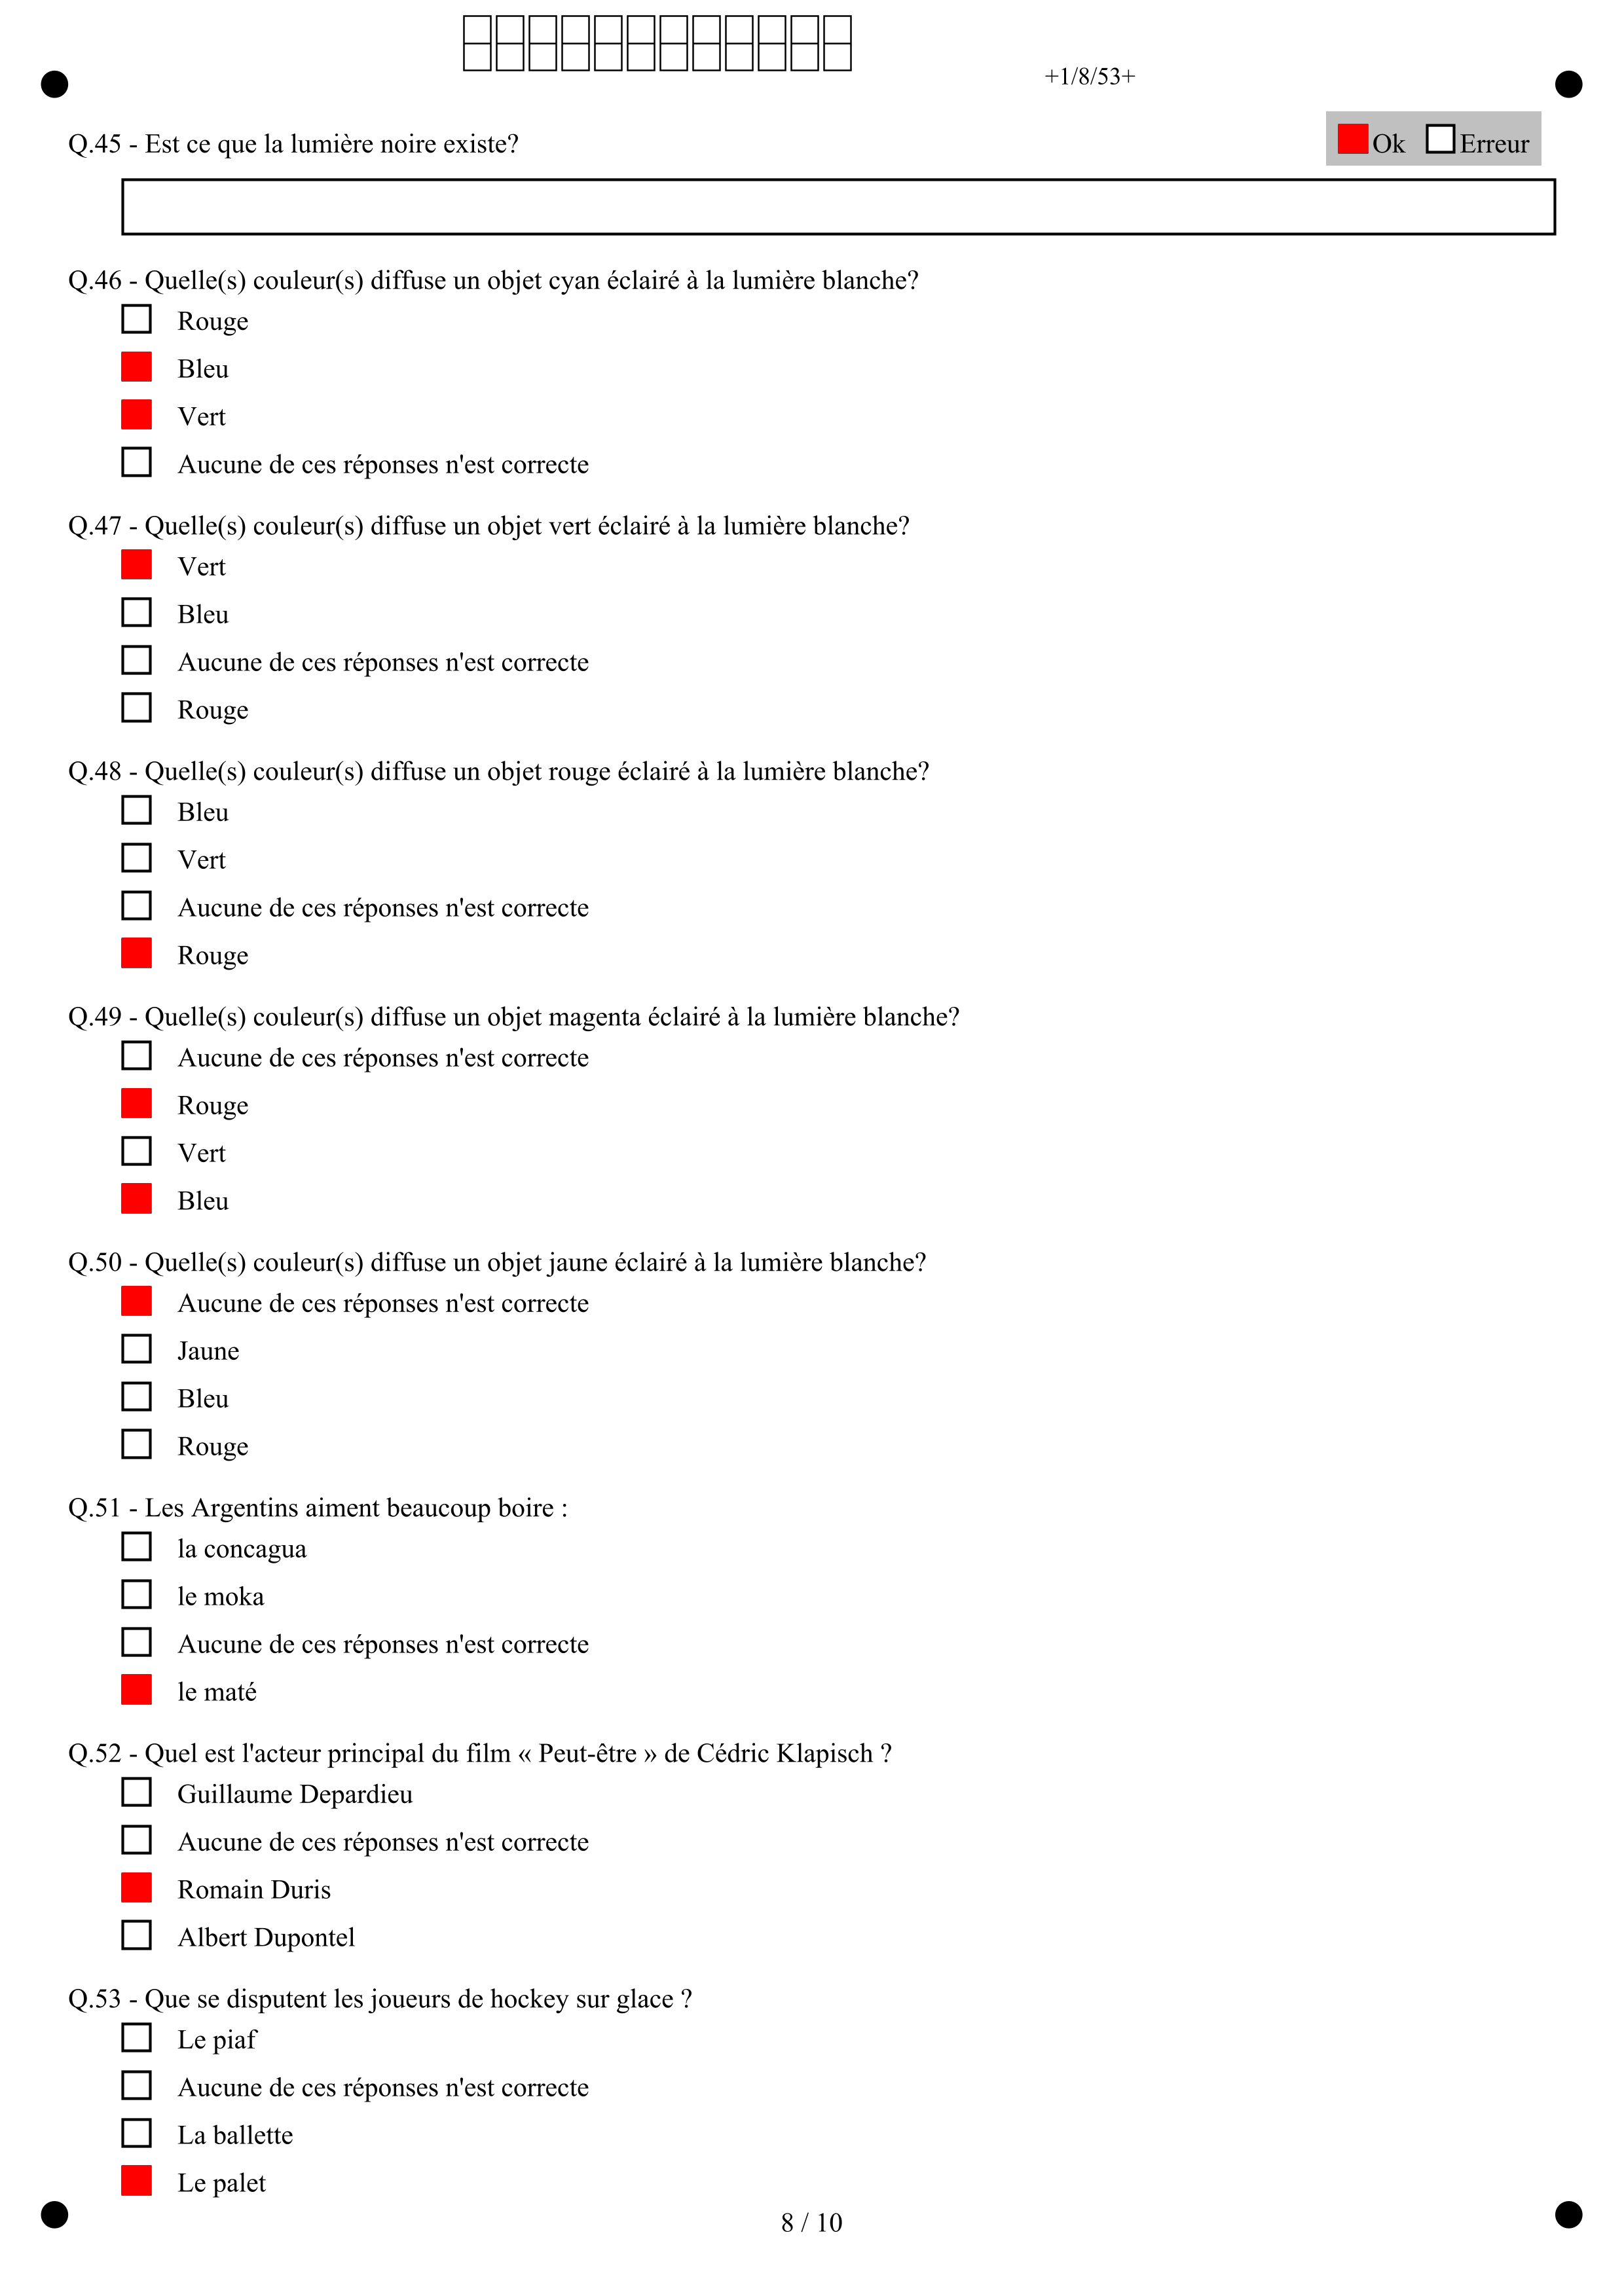 +1/8/53+
Q.45 - Est ce que la lumière noire existe?
Ok Erreur
Q.46 - Quelle(s) couleur(s) diffuse un objet cyan éclairé à la lumière blanche?
Rouge
Bleu
Vert
Aucune de ces réponses n'est correcte
Q.47 - Quelle(s) couleur(s) diffuse un objet vert éclairé à la lumière blanche?
Vert
Bleu
Aucune de ces réponses n'est correcte
Rouge
Q.48 - Quelle(s) couleur(s) diffuse un objet rouge éclairé à la lumière blanche?
Bleu
Vert
Aucune de ces réponses n'est correcte
Rouge
Q.49 - Quelle(s) couleur(s) diffuse un objet magenta éclairé à la lumière blanche?
Aucune de ces réponses n'est correcte
Rouge
Vert
Bleu
Q.50 - Quelle(s) couleur(s) diffuse un objet jaune éclairé à la lumière blanche?
Aucune de ces réponses n'est correcte
Jaune
Bleu
Rouge
Q.51 - Les Argentins aiment beaucoup boire :
la concagua
le moka
Aucune de ces réponses n'est correcte
le maté
Q.52 - Quel est l'acteur principal du film « Peut-être » de Cédric Klapisch ?
Guillaume Depardieu
Aucune de ces réponses n'est correcte
Romain Duris
Albert Dupontel
Q.53 - Que se disputent les joueurs de hockey sur glace ?
Le piaf
Aucune de ces réponses n'est correcte
La ballette
Le palet
8 / 10